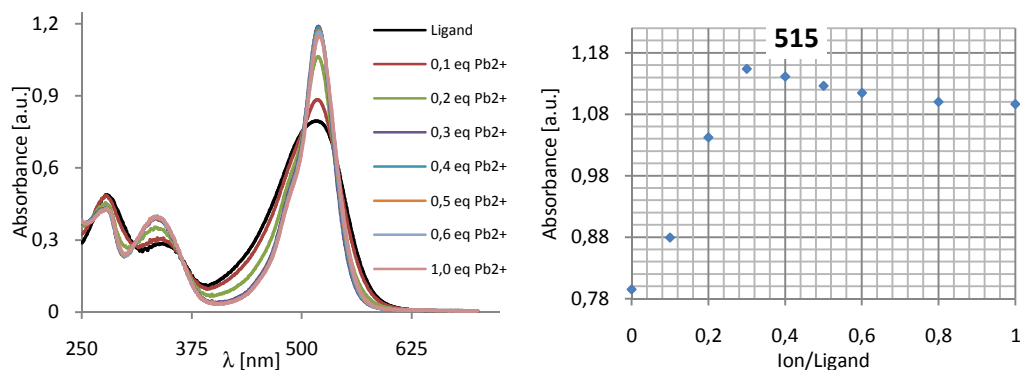 1,2
0,9
0,6
0,3
0
Absorbance [a.u.]
250
375
500
625
λ [nm]
Ligand
0,1 eq Pb2+
0,2 eq Pb2+
0,3 eq Pb2+
0,4 eq Pb2+
0,5 eq Pb2+
0,6 eq Pb2+
1,0 eq Pb2+
515
1,18
1,08
0,98
0,88
0,78
Absorbance [a.u.]
0
0,2
0,4
0,6
0,8
1
Ion/Ligand